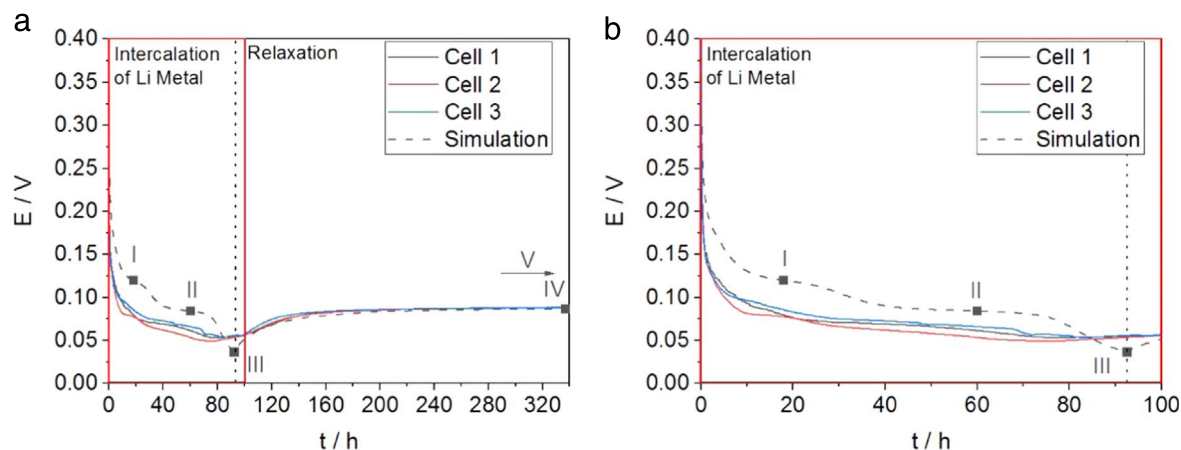 a
0.40
0.35
0.30
0.25
0.20
0.15
0.10
0.05
0.00
E / V
Intercalation
of Li Metal
Relaxation
Cell 1
Cell 2
Cell 3
Simulation
I
II
III
V
IV
0 40 80 120 160 200 240 280 320
t / h
b
0.40
0.35
0.30
0.25
0.20
0.15
0.10
0.05
0.00
E / V
Intercalation
of Li Metal
Cell 1
Cell 2
Cell 3
Simulation
I
II
III
0 20 40 60 80 100
t / h